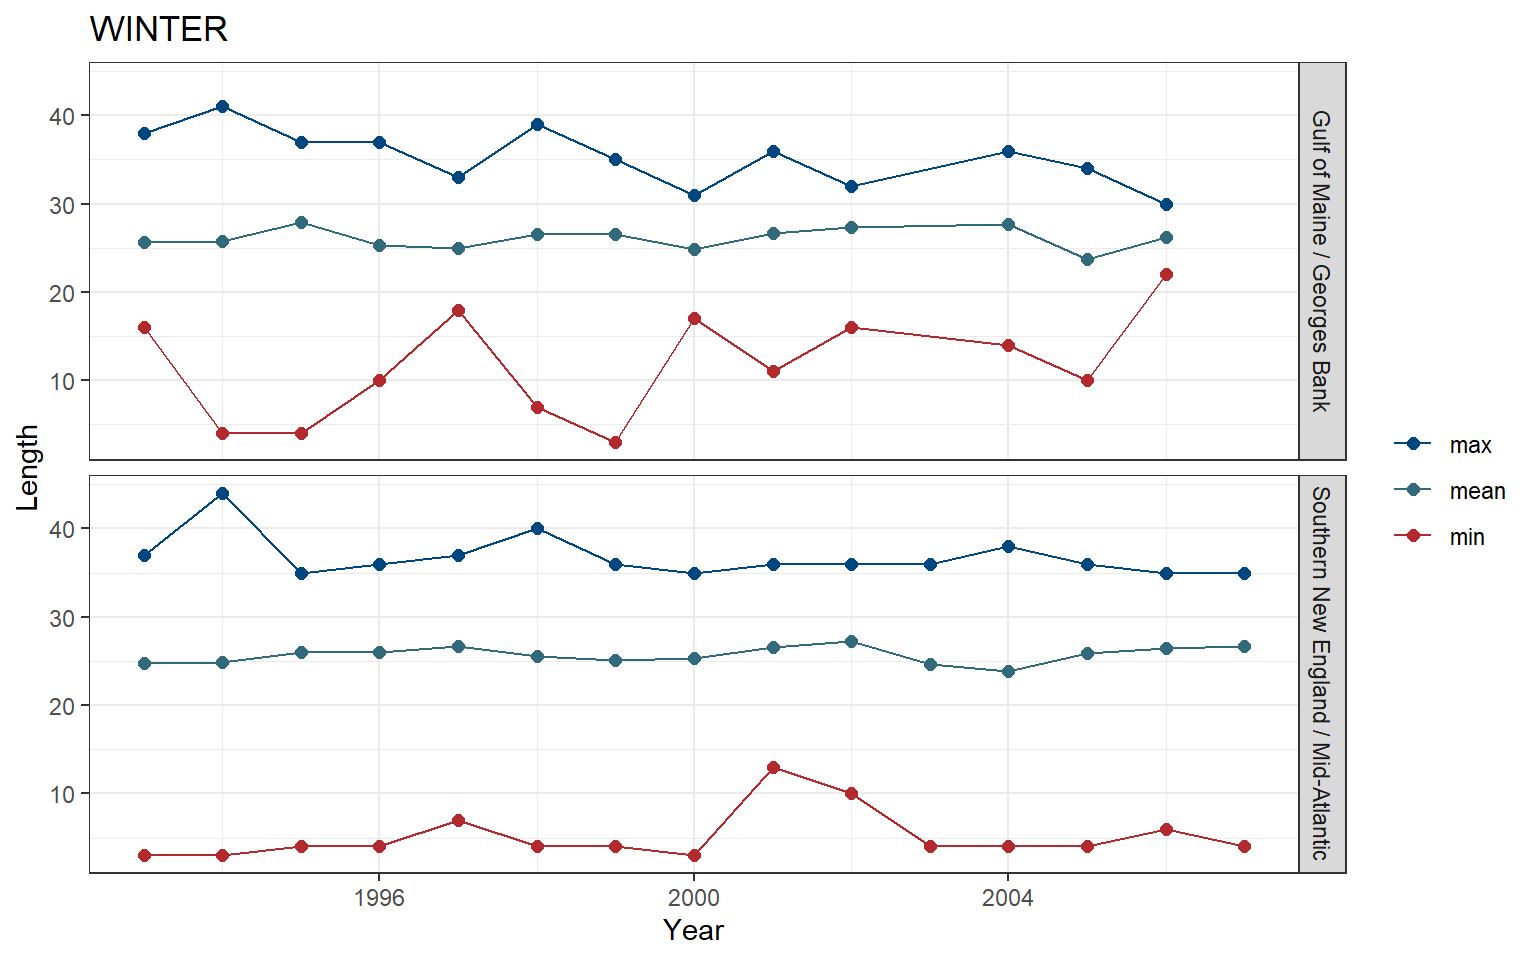 WINTER
Length
40
30
20
10
Gulf of Maine / Georges Bank
40
30
20
10
Southern New England / Mid-Atlantic
1996
2000
2004
Year
max
mean
min